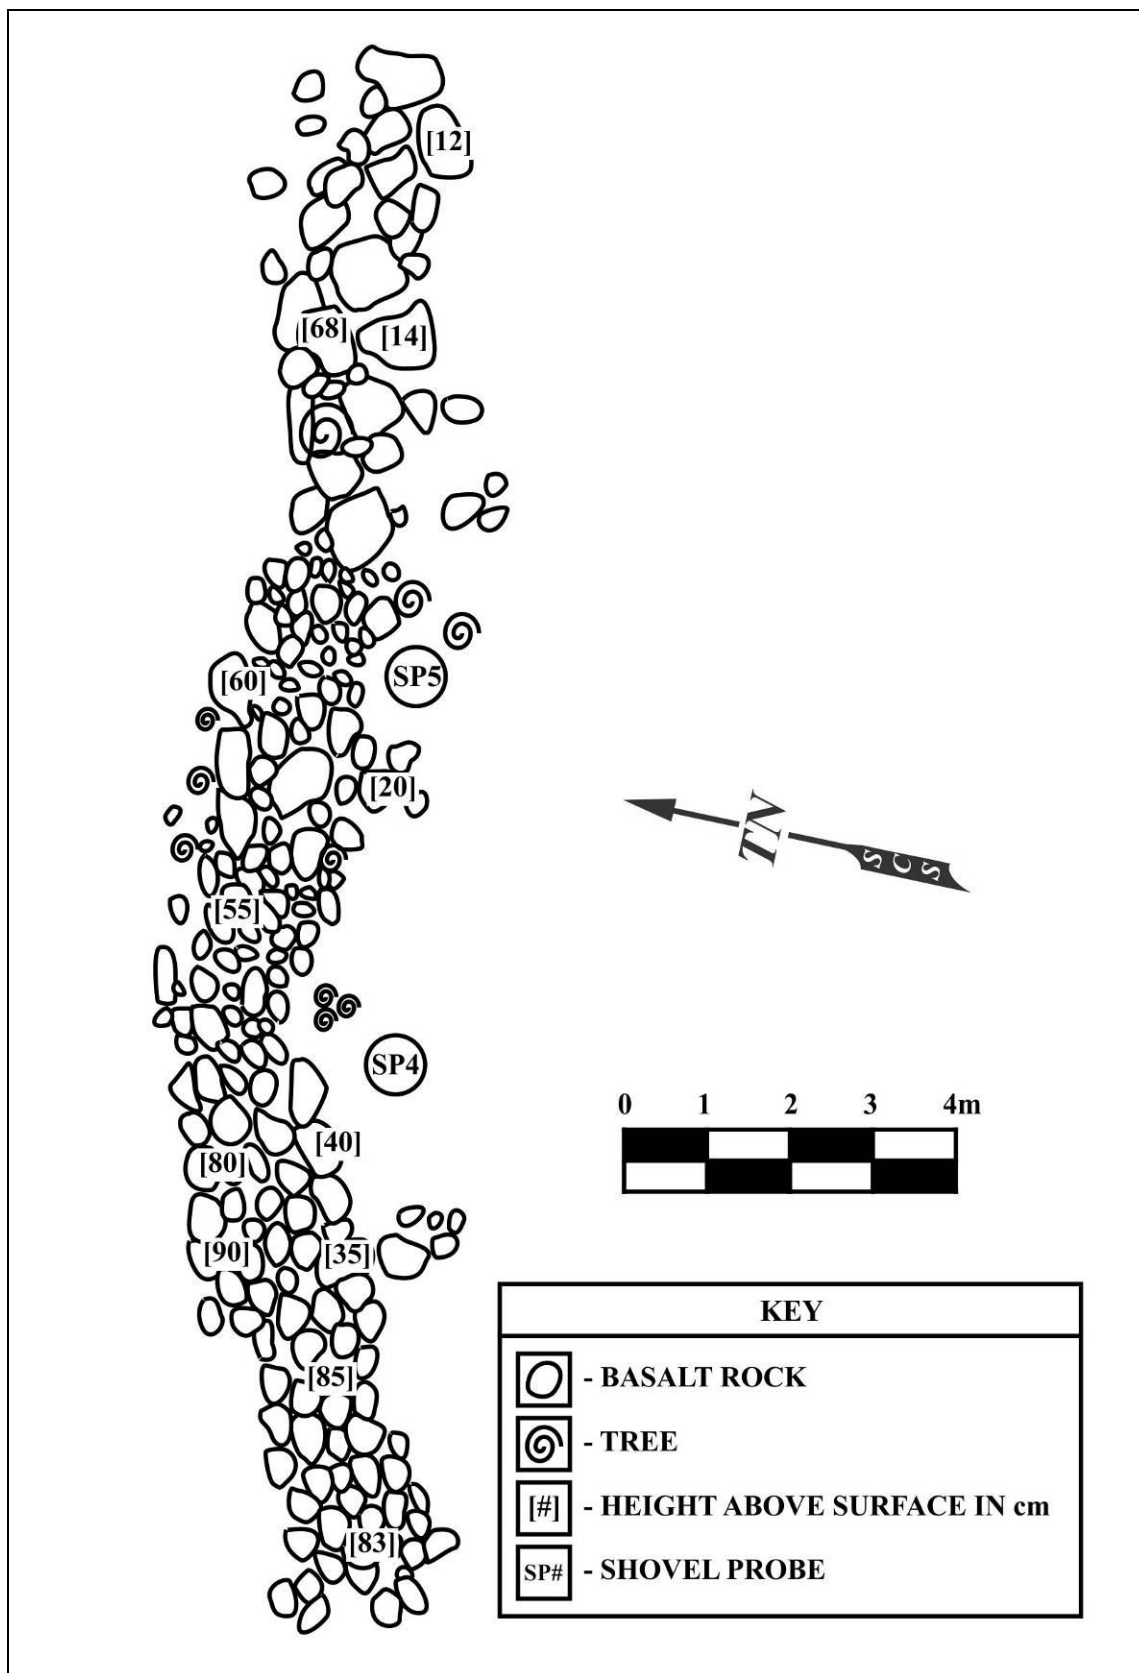 [12]
[68] [14]
[60] SP5
[20]
TN
SCS
[55]
SP4
0 1 2 3 4m
[40]
[80]
[90] [35]
[85]
[83]
KEY
- BASALT ROCK
- TREE
[#] - HEIGHT ABOVE SURFACE IN cm
SP# - SHOVEL PROBE